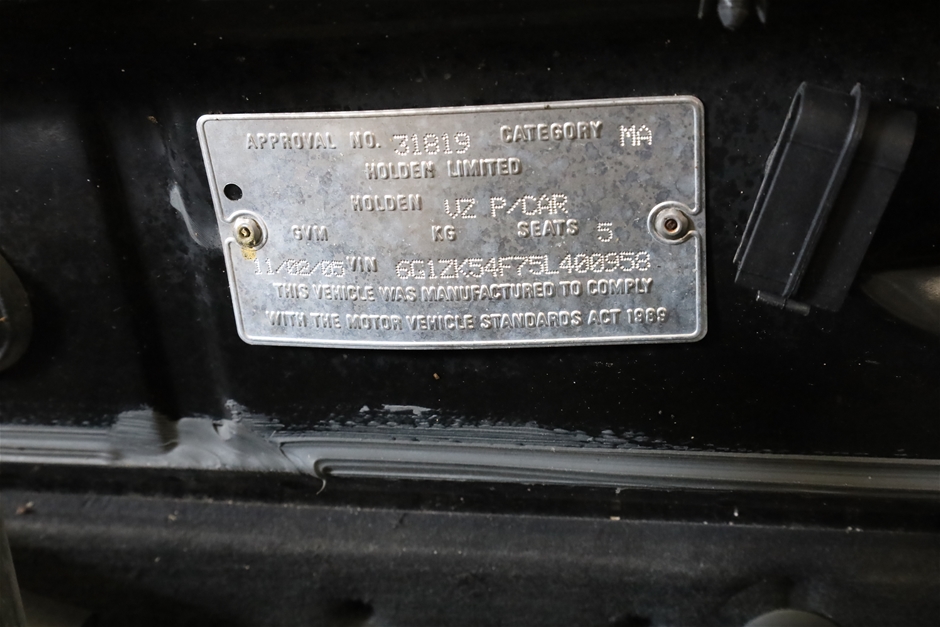 APPROVAL NO. 31819 CATEGORY MA
HOLDEN LIMITED
HOLDEN VZ P/CAR
GVM KG SEATS 5
11/02/05 VIN 6G1ZK54F75L400958
THIS VEHICLE WAS MANUFACTURED TO COMPLY
WITH THE MOTOR VEHICLE STANDARDS ACT 1989